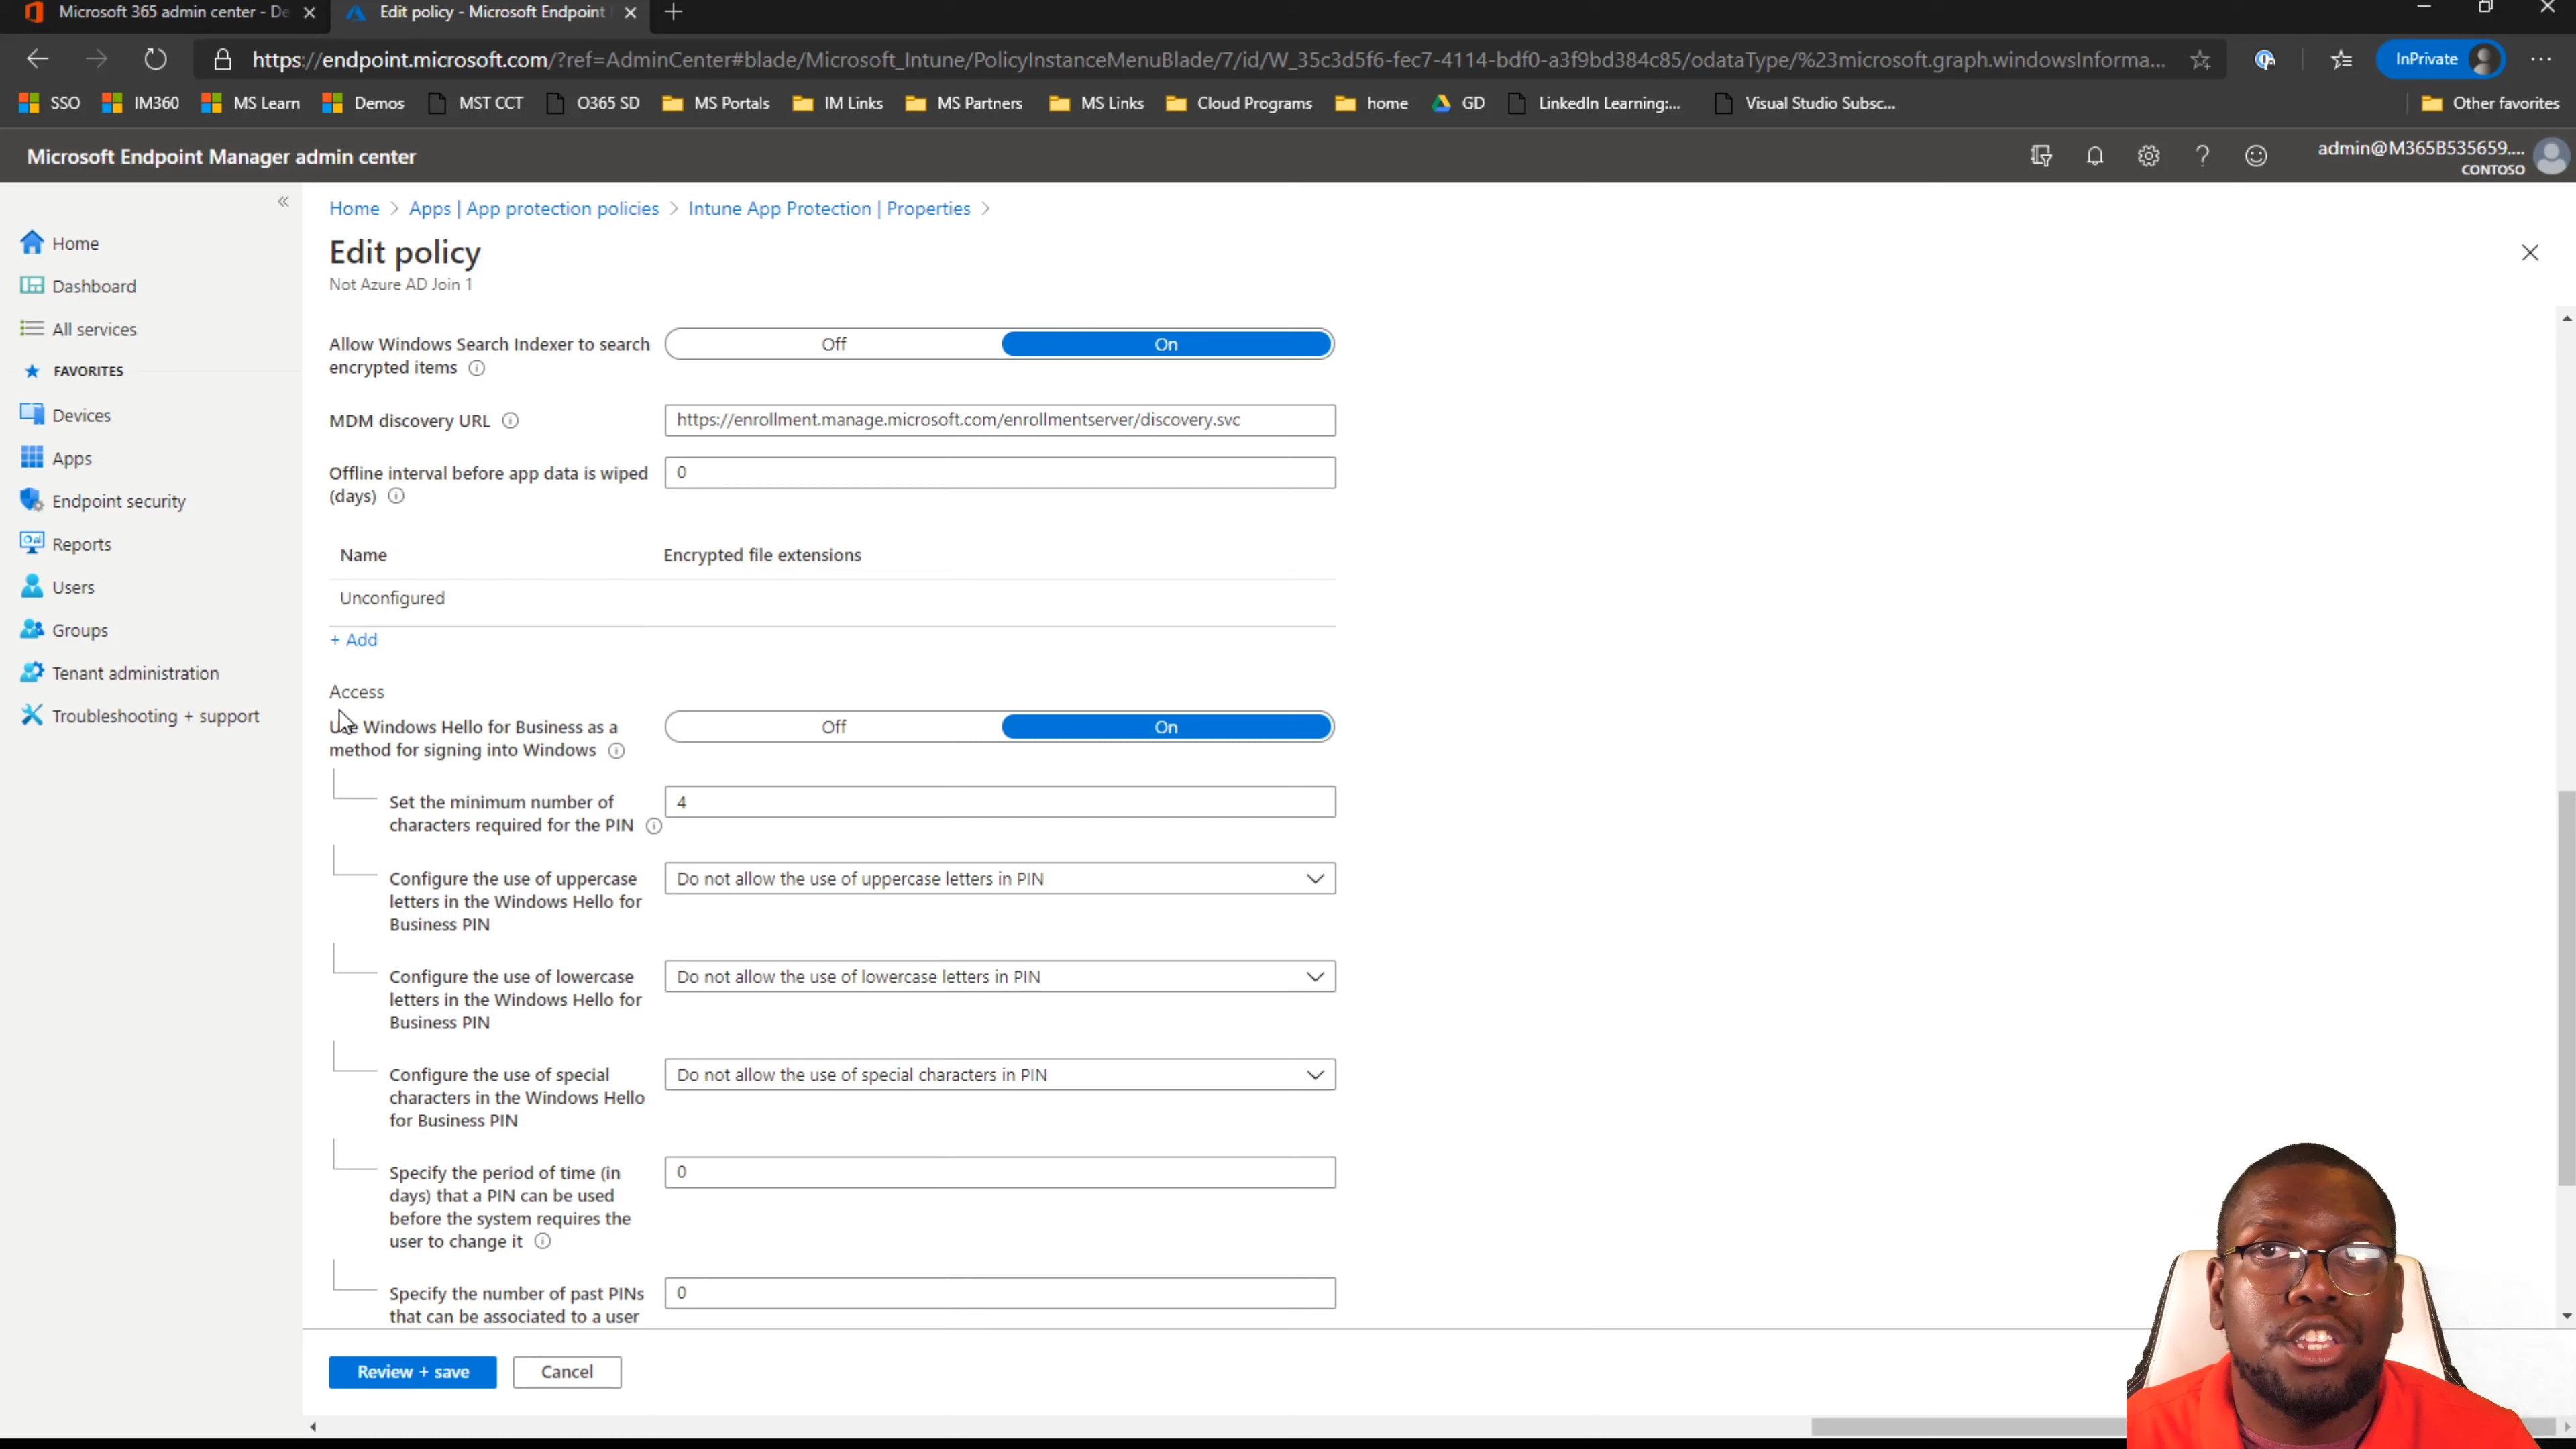 Microsoft 365 admin center - De
Edit policy - Microsoft Endpoint
https://endpoint.microsoft.com/?ref=AdminCenter#blade/Microsoft_Intune/PolicyInstanceMenuBlade/7/id/W_35c3d5f6-fec7-4114-bdf0-a3f9bd384c85/odataType/%23microsoft.graph.windowsInforma...
InPrivate
SSO IM360 MS Learn Demos MST CCT O365 SD MS Portals IM Links MS Partners MS Links Cloud Programs home GD LinkedIn Learning:... Visual Studio Subsc... Other favorites
Microsoft Endpoint Manager admin center
admin@M365B535659....
CONTOSO
Home
Dashboard
All services
FAVORITES
Devices
Apps
Endpoint security
Reports
Users
Groups
Tenant administration
Troubleshooting + support
Home > Apps | App protection policies > Intune App Protection | Properties >
Edit policy
Not Azure AD Join 1
Allow Windows Search Indexer to search
encrypted items
Off On
MDM discovery URL
https://enrollment.manage.microsoft.com/enrollmentserver/discovery.svc
Offline interval before app data is wiped
(days)
0
Name Encrypted file extensions
Unconfigured
+ Add
Access
Use Windows Hello for Business as a
method for signing into Windows
Off On
Set the minimum number of
characters required for the PIN
4
Configure the use of uppercase
letters in the Windows Hello for
Business PIN
Do not allow the use of uppercase letters in PIN
Configure the use of lowercase
letters in the Windows Hello for
Business PIN
Do not allow the use of lowercase letters in PIN
Configure the use of special
characters in the Windows Hello
for Business PIN
Do not allow the use of special characters in PIN
Specify the period of time (in
days) that a PIN can be used
before the system requires the
user to change it
0
Specify the number of past PINs
that can be associated to a user
0
Review + save
Cancel